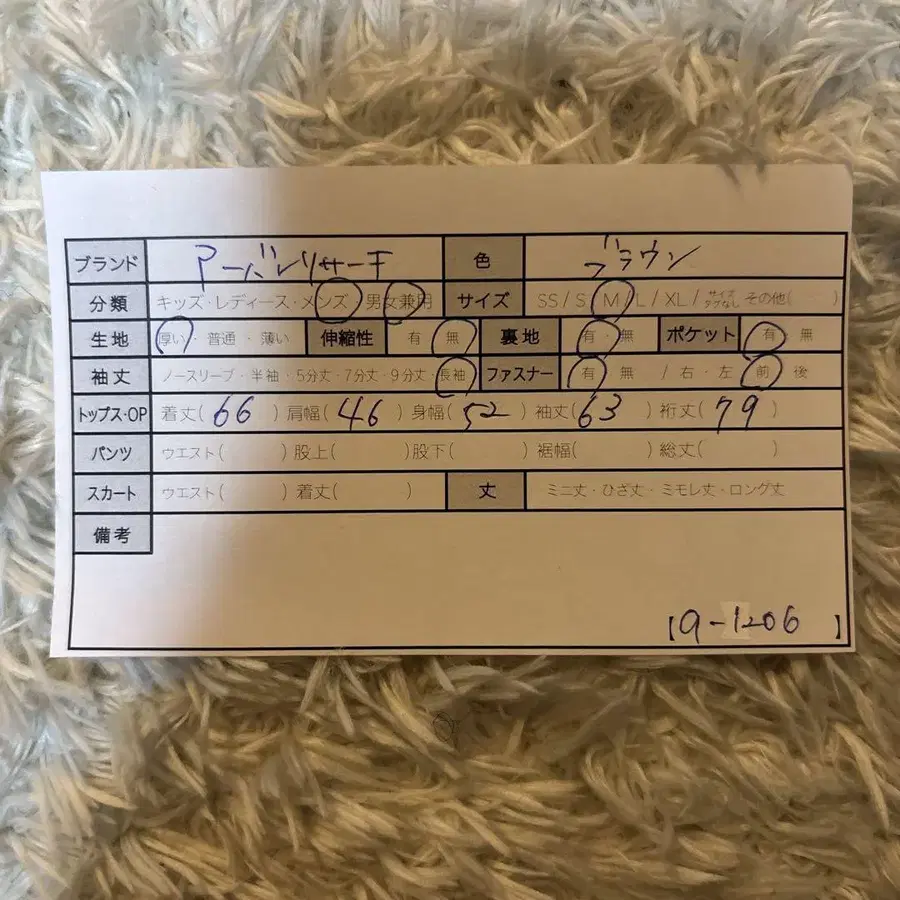 ブランド アーバンリサーチ 色 ブラウン
分類 キッズ・レディース・メンズ・男女兼用 サイズ SS / S / M / L / XL / サイズタグなし その他( )
生地 厚い・普通・薄い 伸縮性 有・無 裏地 有・無 ポケット 有・無
袖丈 ノースリーブ・半袖・5分丈・7分丈・9分丈・長袖 ファスナー 有・無 / 右・左・前・後
トップス・OP 着丈( 66 ) 肩幅( 46 ) 身幅( 52 ) 袖丈( 63 ) 裄丈( 79 )
パンツ ウエスト( ) 股上( ) 股下( ) 裾幅( ) 総丈( )
スカート ウエスト( ) 着丈( ) 丈 ミニ丈・ひざ丈・ミモレ丈・ロング丈
備考
【9-1206 】